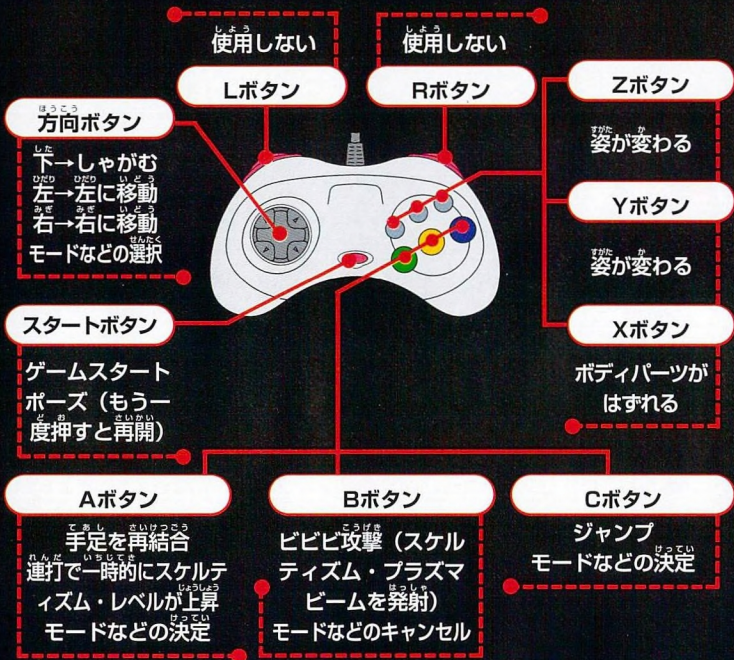 使用しない
Lボタン
使用しない
Rボタン
方向ボタン
下→しゃがむ
左→左に移動
右→右に移動
モードなどの選択
スタートボタン
ゲームスタート
ポーズ(もう一
度押すと再開)
Zボタン
姿が変わる
Yボタン
姿が変わる
Xボタン
ボディパーツが
はずれる
Aボタン
手足を再結合
連打で一時的にスケルテ
ィズム・レベルが上昇
モードなどの決定
Bボタン
ビビビ攻撃(スケル
ティズム・プラズマ
ビームを発射)
モードなどのキャンセル
Cボタン
ジャンプ
モードなどの決定